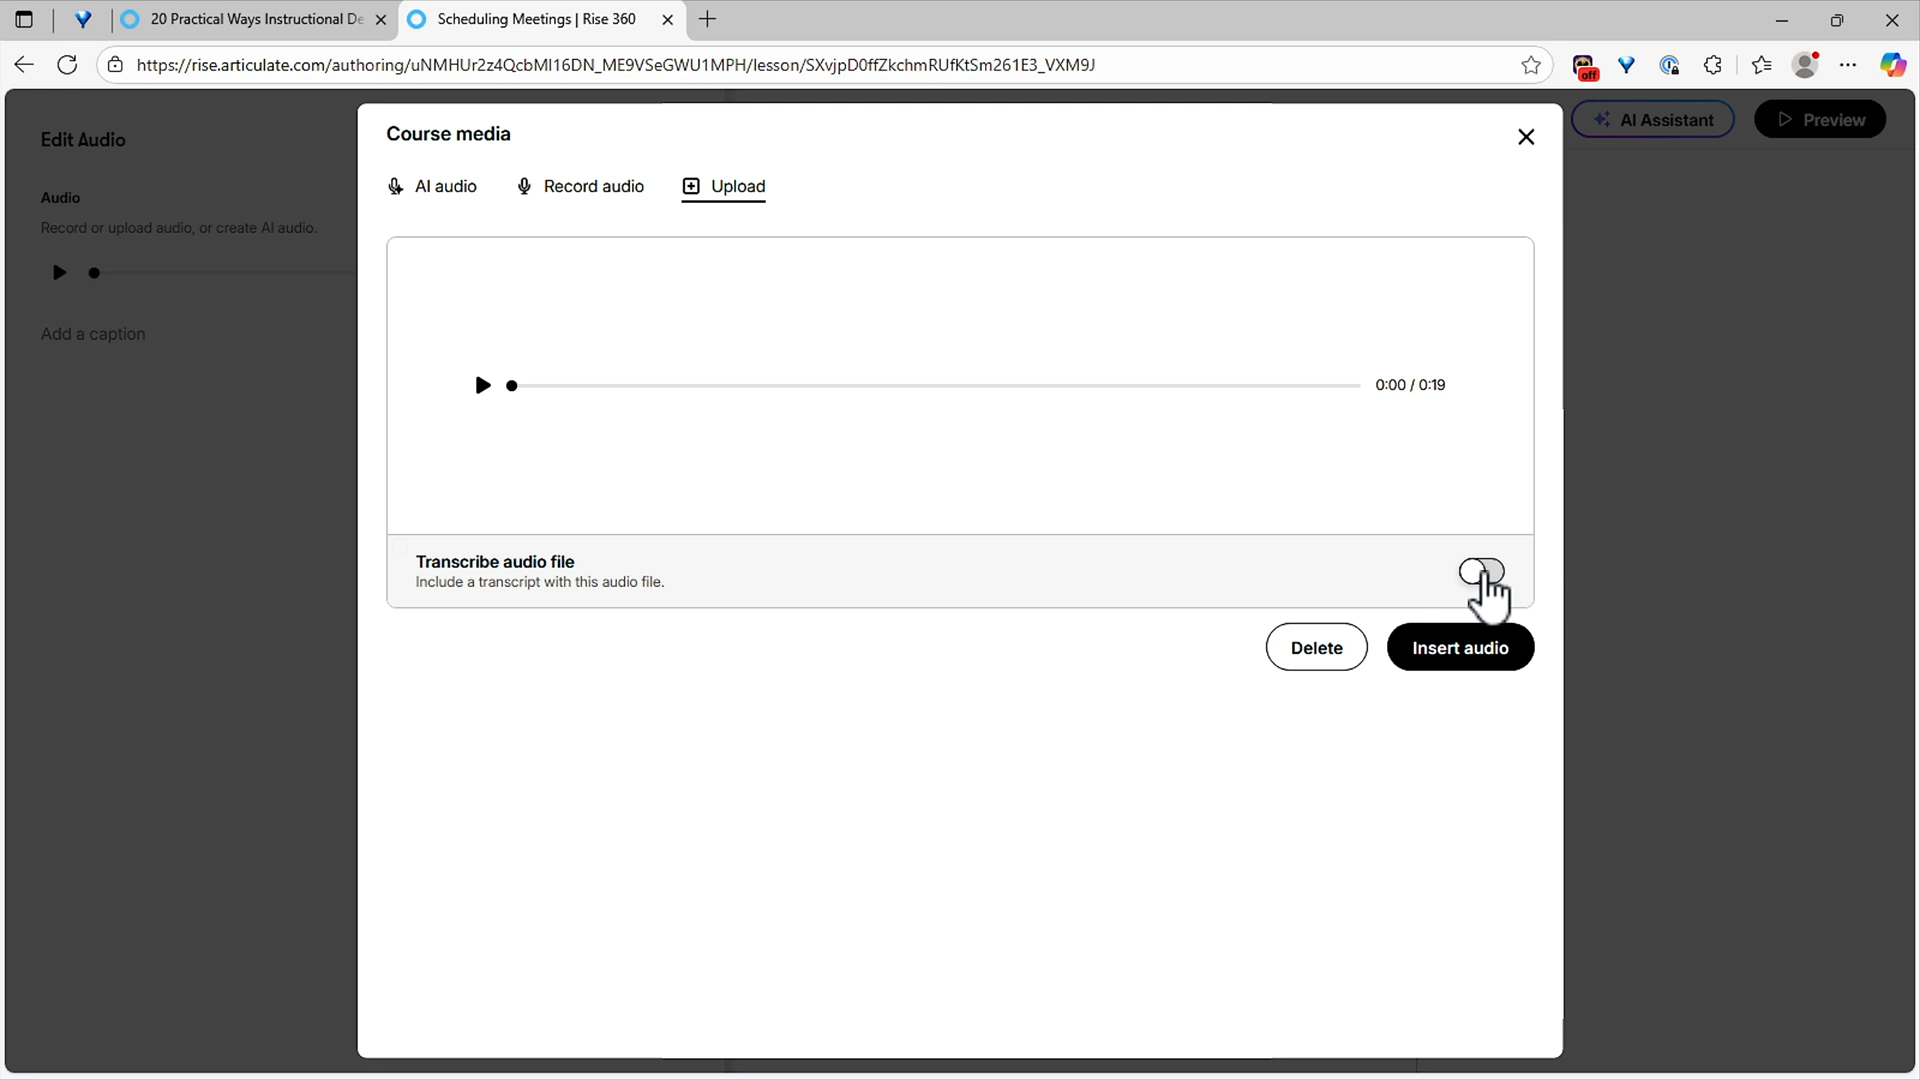 20 Practical Ways Instructional De
Scheduling Meetings | Rise 360
https://rise.articulate.com/authoring/uNMHUr2z4QcbMI16DN_ME9VSeGWU1MPH/lesson/SXvjpD0ffZkchmRUfKtSm261E3_VXM9J
off
Edit Audio
Audio
Record or upload audio, or create AI audio.
Add a caption
Course media
AI audio
Record audio
Upload
0:00 / 0:19
Transcribe audio file
Include a transcript with this audio file.
Delete
Insert audio
AI Assistant
Preview